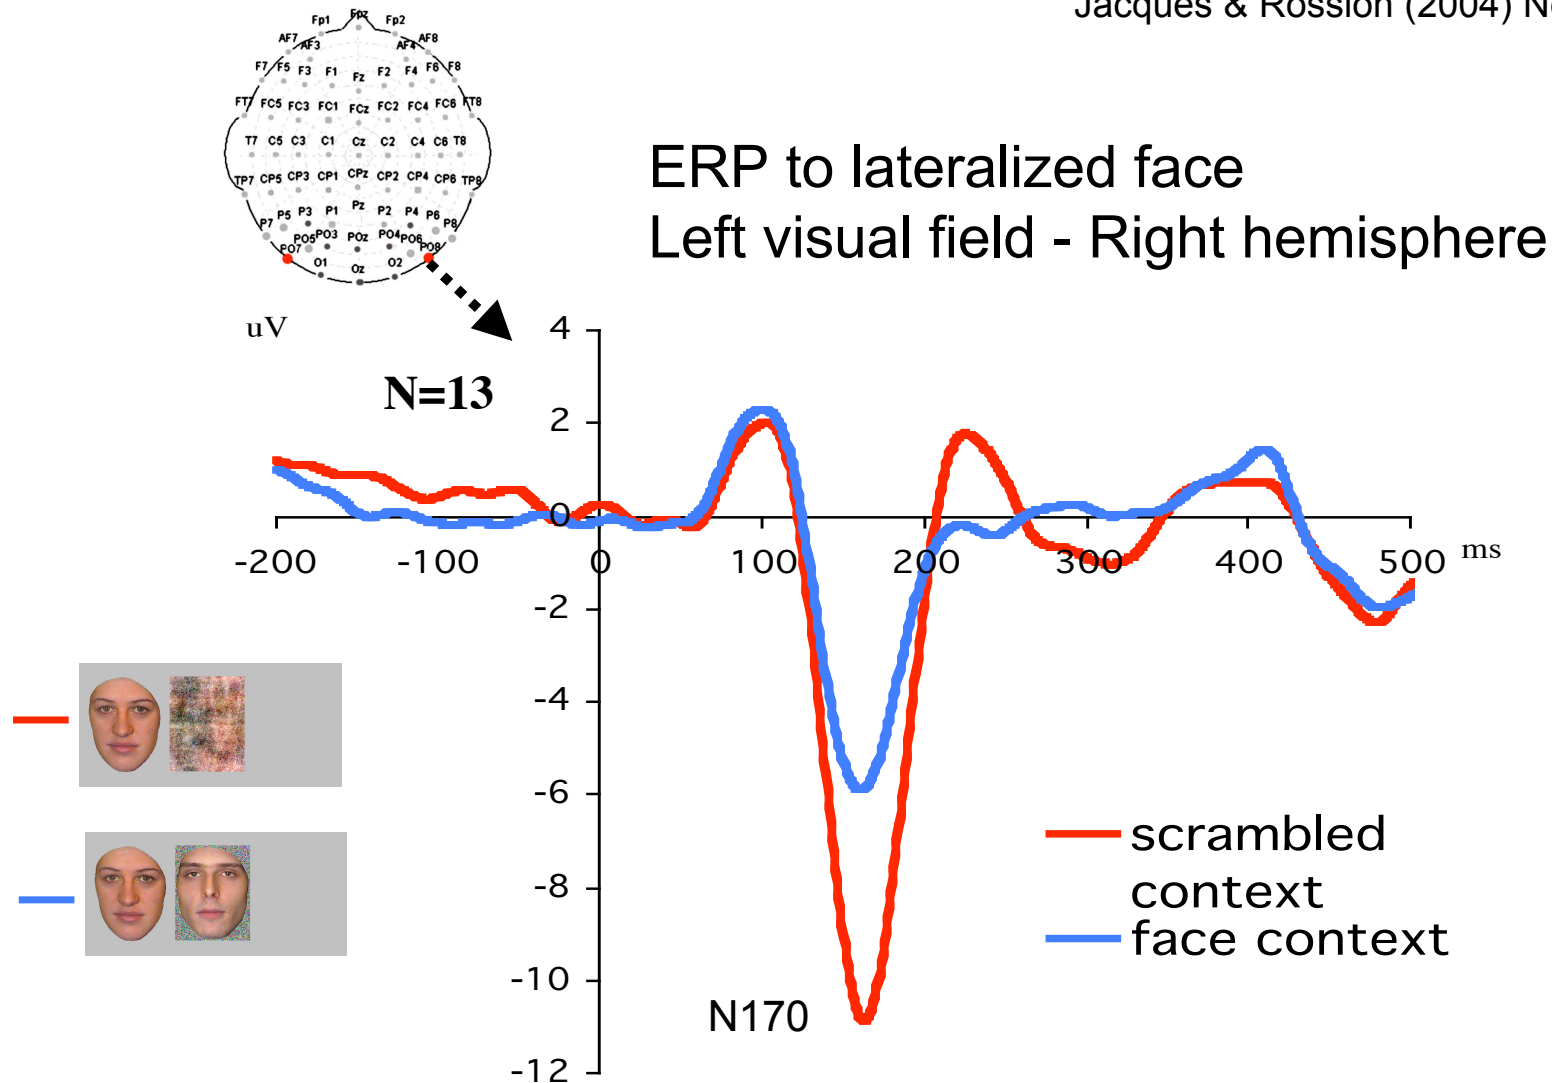 Jacques & Rossion (2004)
Fp1 Fpz Fp2
AF7 AF3 AF4 AF8
F7 F5 F3 F1 Fz F2 F4 F6 F8
FT7 FC5 FC3 FC1 FCz FC2 FC4 FC6 FT8
T7 C5 C3 C1 Cz C2 C4 C6 T8
TP7 CP5 CP3 CP1 CPz CP2 CP4 CP6 TP8
P7 P5 P3 P1 Pz P2 P4 P6 P8
PO7 PO5 PO3 POz PO4 PO6 PO8
O1 Oz O2
ERP to lateralized face
Left visual field - Right hemisphere
uV
N=13
4
2
0
-200 -100 0 100 200 300 400 500 ms
-2
-4
-6
-8
-10
-12
N170
scrambled
context
face context